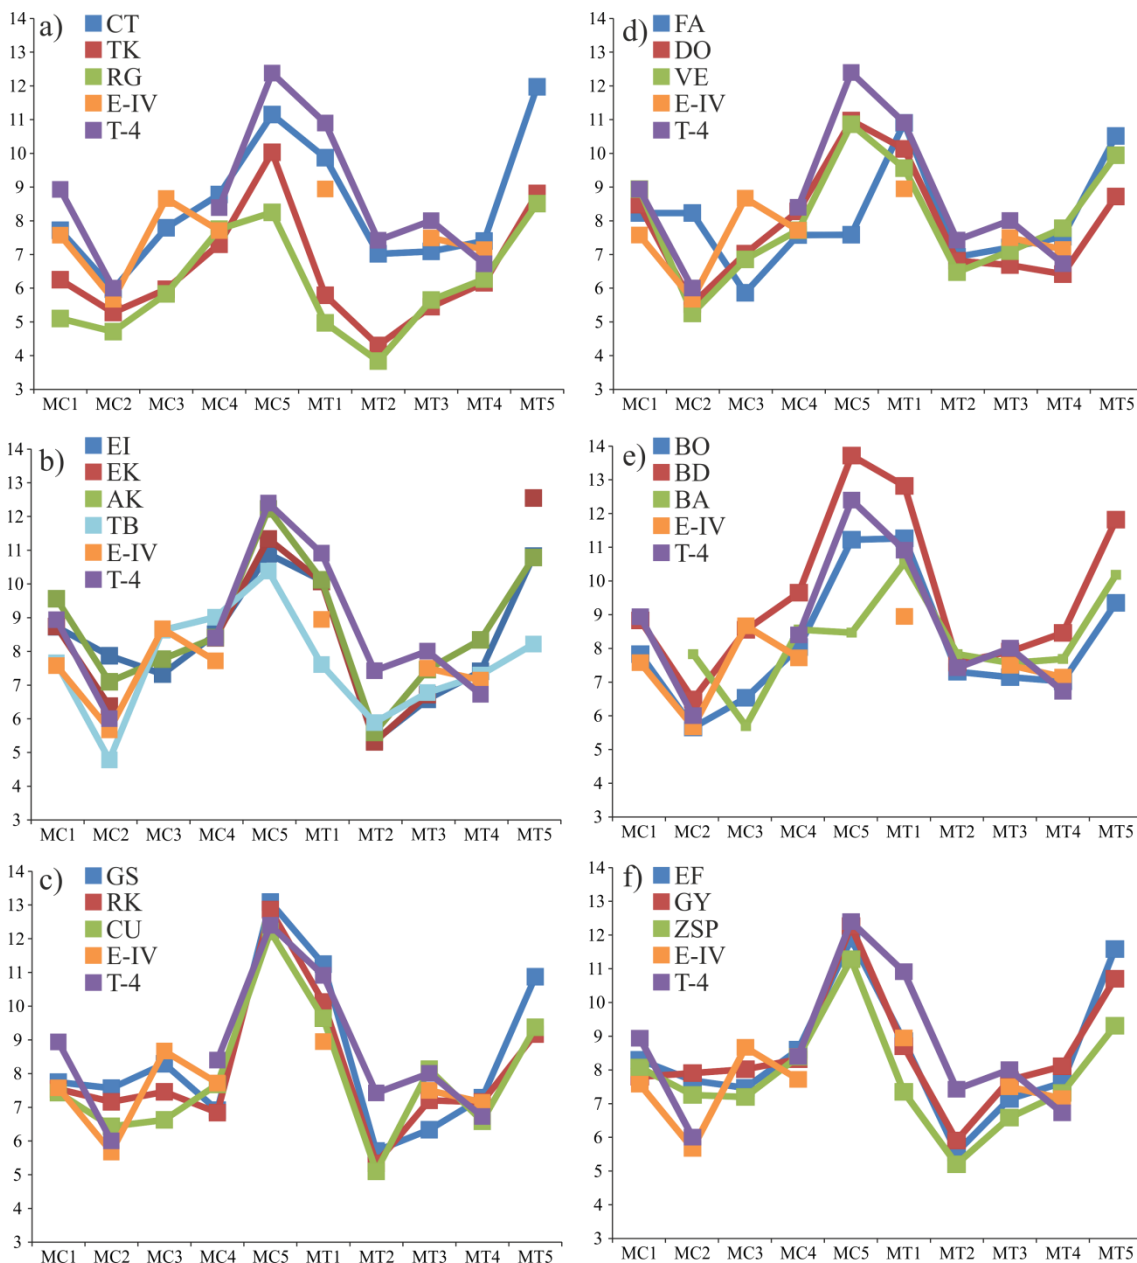 a)
CT
TK
RG
E-IV
T-4
14
13
12
11
10
9
8
7
6
5
4
3
MC1 MC2 MC3 MC4 MC5 MT1 MT2 MT3 MT4 MT5
d)
FA
DO
VE
E-IV
T-4
14
13
12
11
10
9
8
7
6
5
4
3
MC1 MC2 MC3 MC4 MC5 MT1 MT2 MT3 MT4 MT5
b)
EI
EK
AK
TB
E-IV
T-4
14
13
12
11
10
9
8
7
6
5
4
3
MC1 MC2 MC3 MC4 MC5 MT1 MT2 MT3 MT4 MT5
e)
BO
BD
BA
E-IV
T-4
14
13
12
11
10
9
8
7
6
5
4
3
MC1 MC2 MC3 MC4 MC5 MT1 MT2 MT3 MT4 MT5
c)
GS
RK
CU
E-IV
T-4
14
13
12
11
10
9
8
7
6
5
4
3
MC1 MC2 MC3 MC4 MC5 MT1 MT2 MT3 MT4 MT5
f)
EF
GY
ZSP
E-IV
T-4
14
13
12
11
10
9
8
7
6
5
4
3
MC1 MC2 MC3 MC4 MC5 MT1 MT2 MT3 MT4 MT5